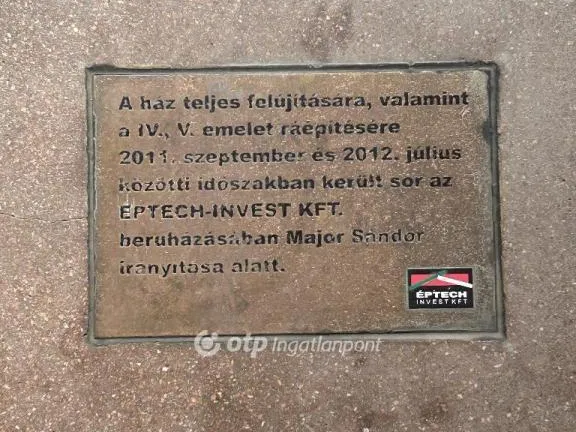 A ház teljes felújítására, valamint
a IV., V. emelet ráépítésére
2011. szeptember és 2012. július
közötti időszakban került sor az
ÉPTECH-INVEST KFT.
beruházásában Major Sándor
irányítása alatt.
ÉPTECH
INVEST KFT
otp ingatlanpont